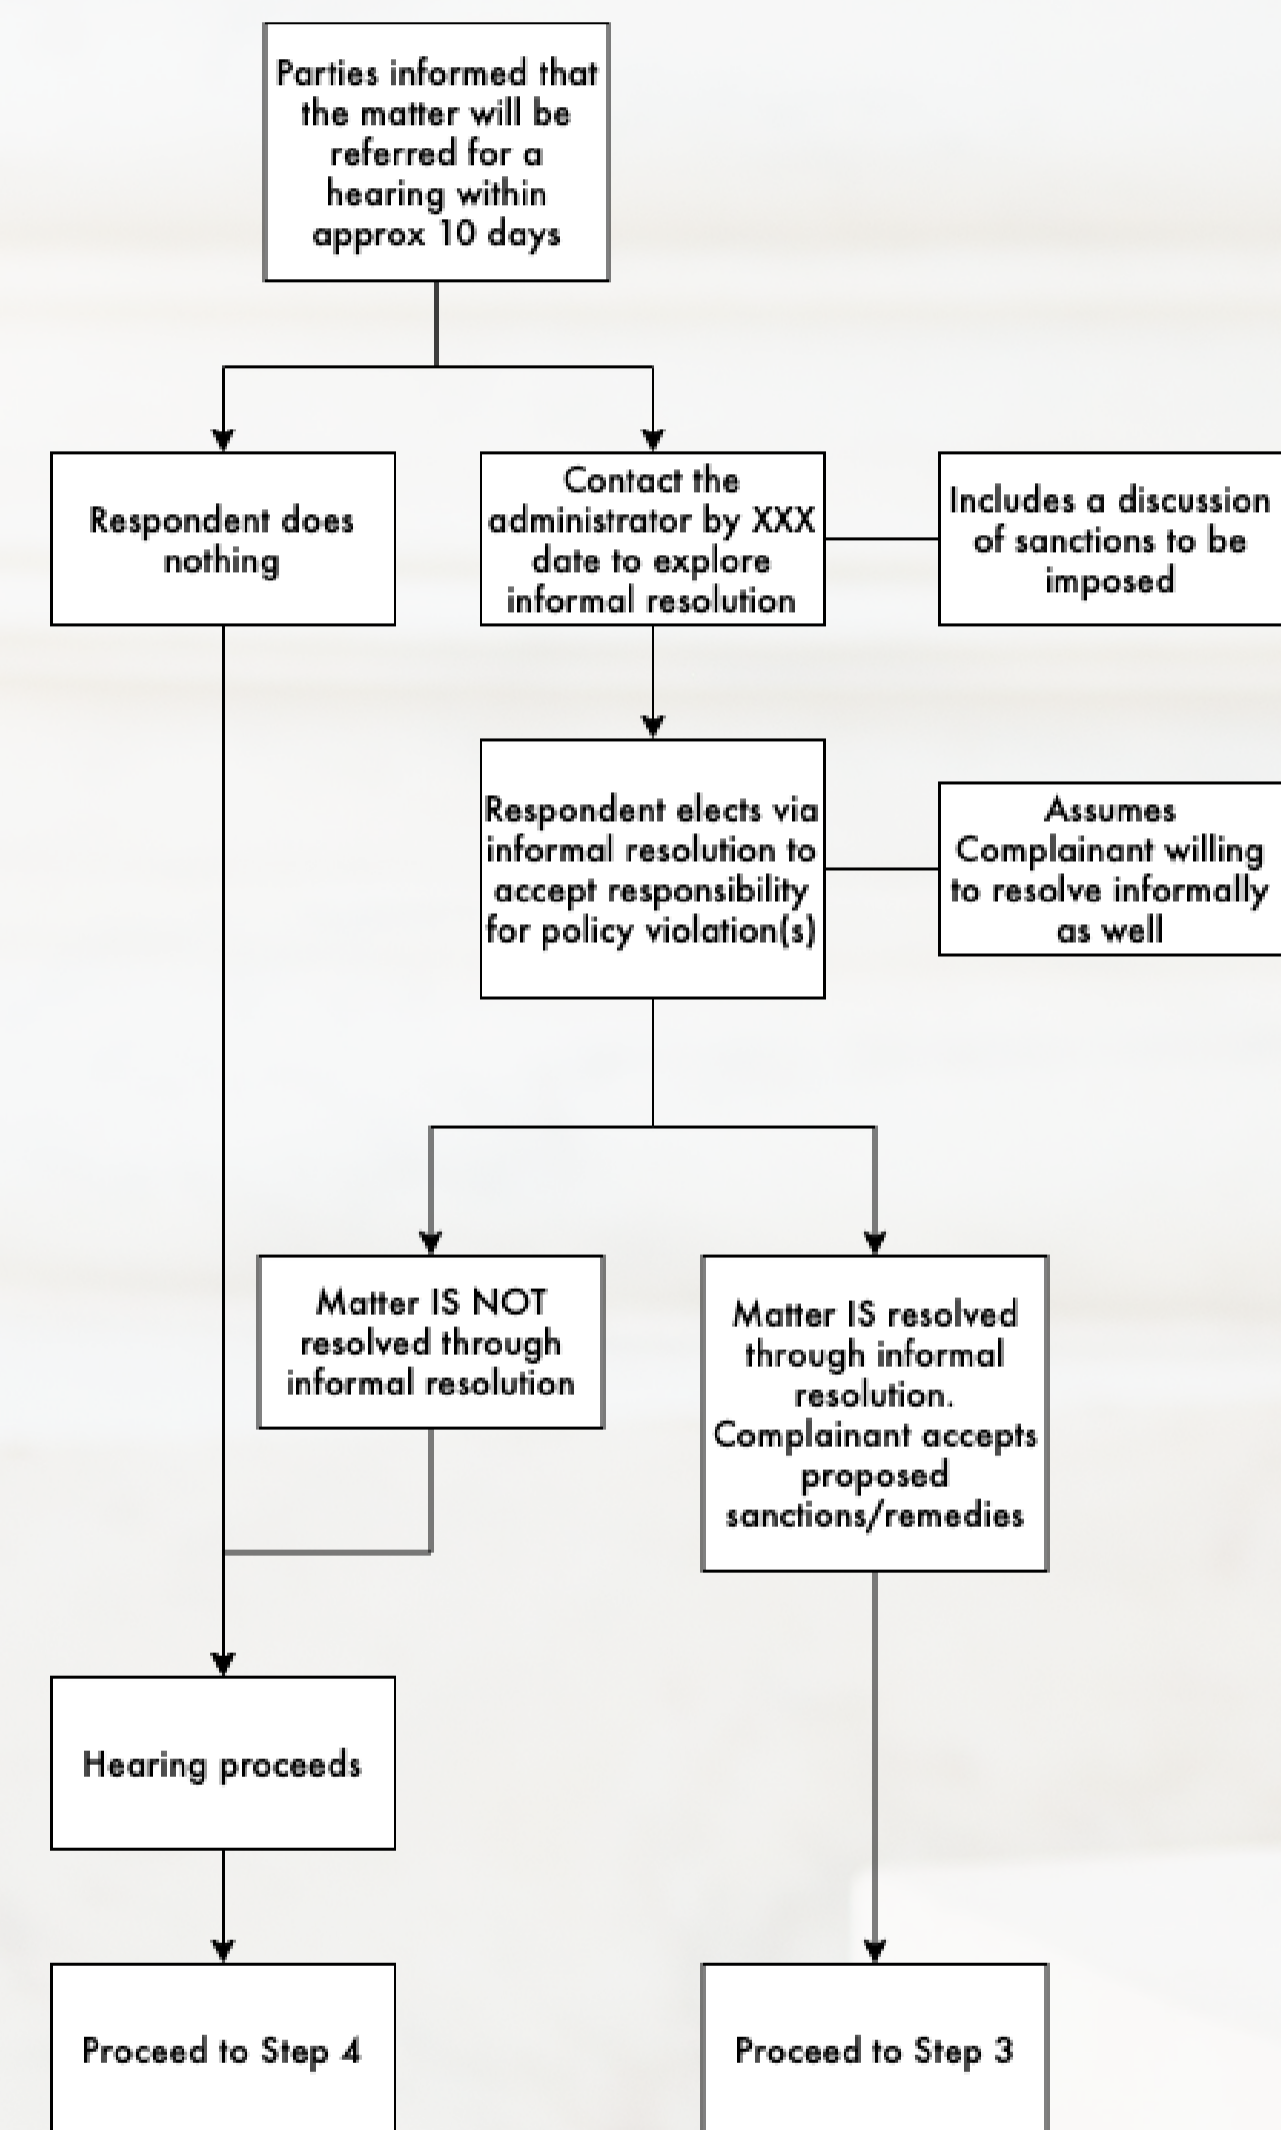 Parties informed that
the matter will be
referred for a
hearing within
approx 10 days
Respondent does
nothing
Contact the
administrator by XXX
date to explore
informal resolution
Includes a discussion
of sanctions to be
imposed
Respondent elects via
informal resolution to
accept responsibility
for policy violation(s)
Assumes
Complainant willing
to resolve informally
as well
Matter IS NOT
resolved through
informal resolution
Matter IS resolved
through informal
resolution.
Complainant accepts
proposed
sanctions/remedies
Hearing proceeds
Proceed to Step 4
Proceed to Step 3